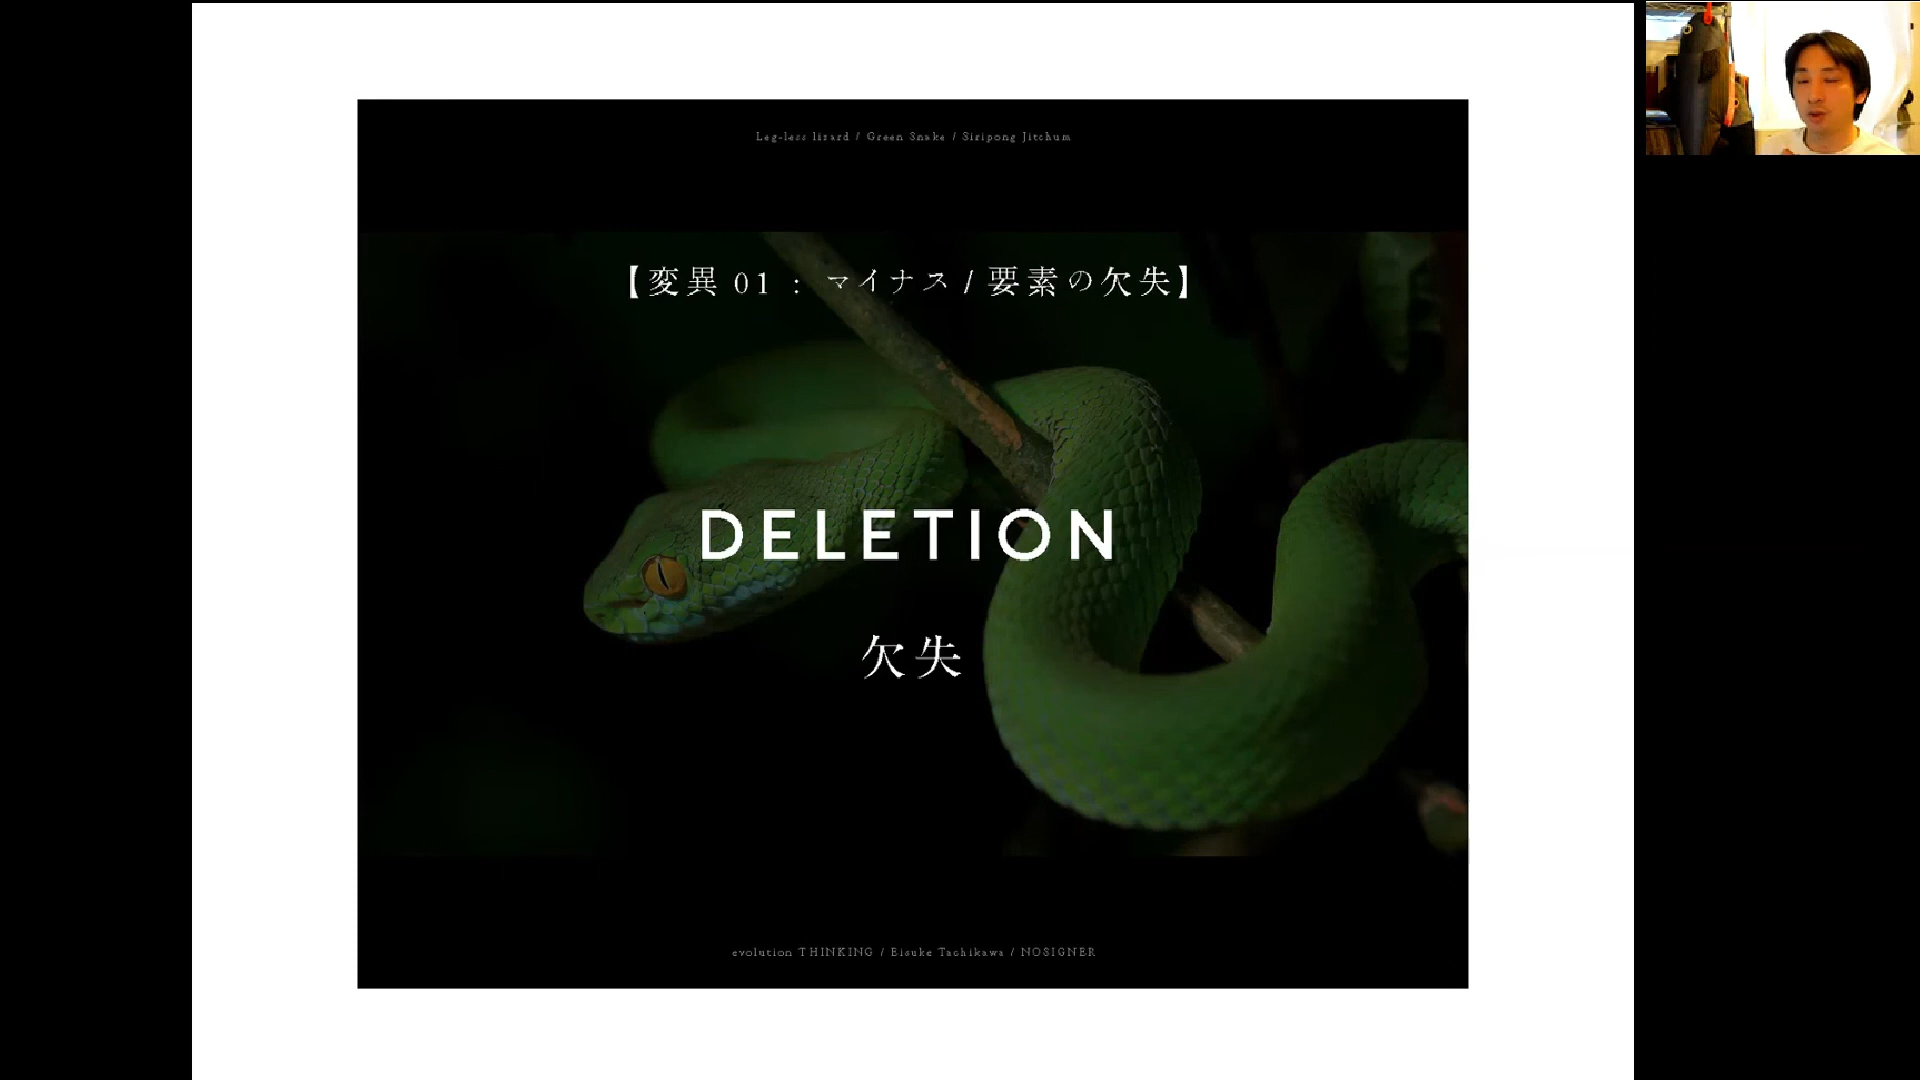 Leg-less lizard / Green Snake / Siripong Jitchum
【変異 01 : マイナス / 要素の欠失】
DELETION
欠失
evolution THINKING / Eisuke Tachikawa / NOSIGNER